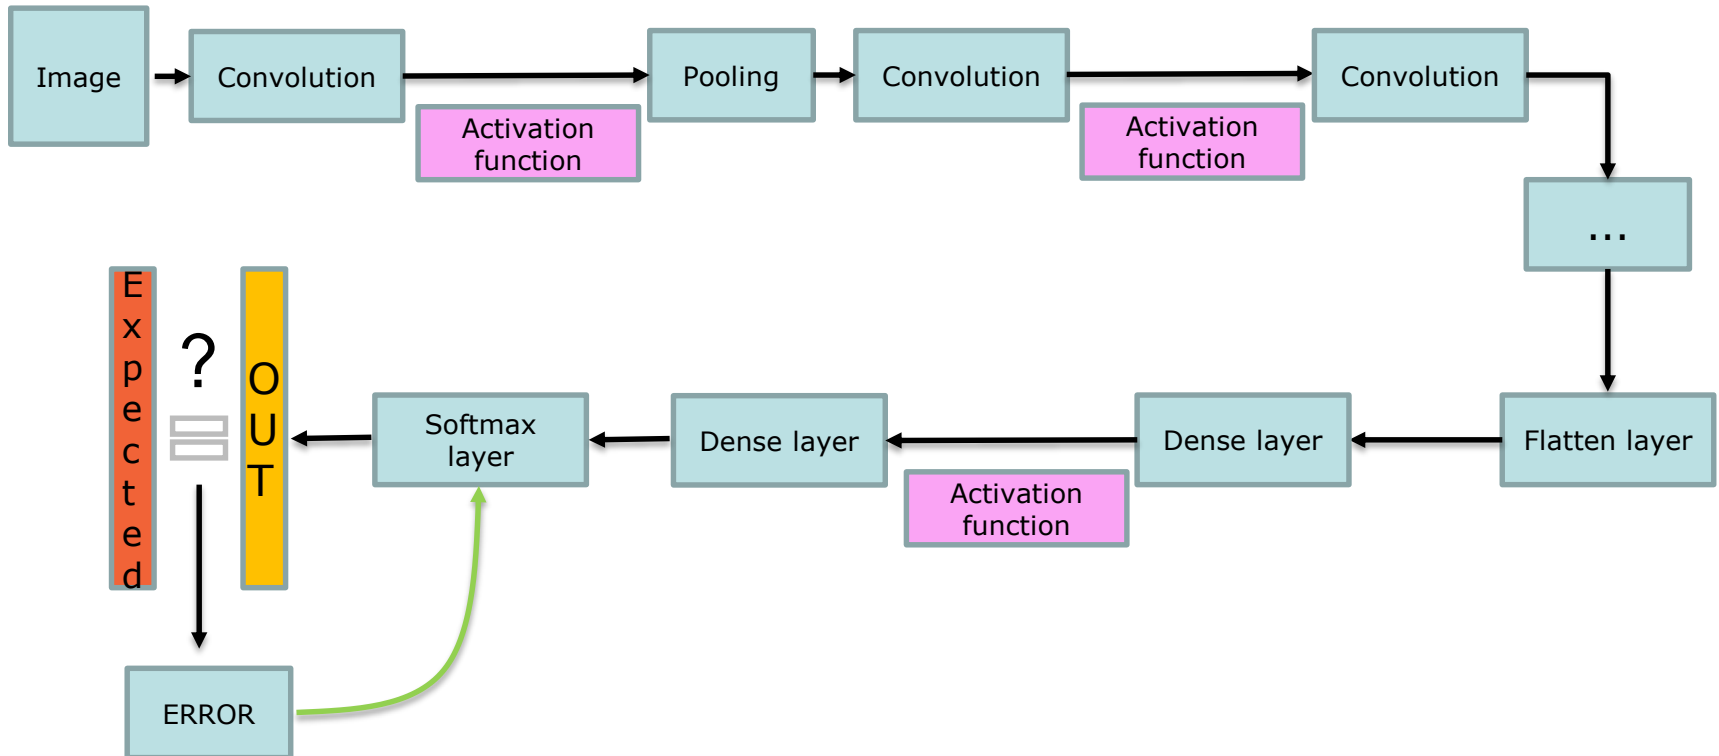 Image
Convolution
Pooling
Convolution
Convolution
Activation
function
Activation
function
...
Expected
?
OUT
Softmax
layer
Dense layer
Dense layer
Flatten layer
Activation
function
ERROR